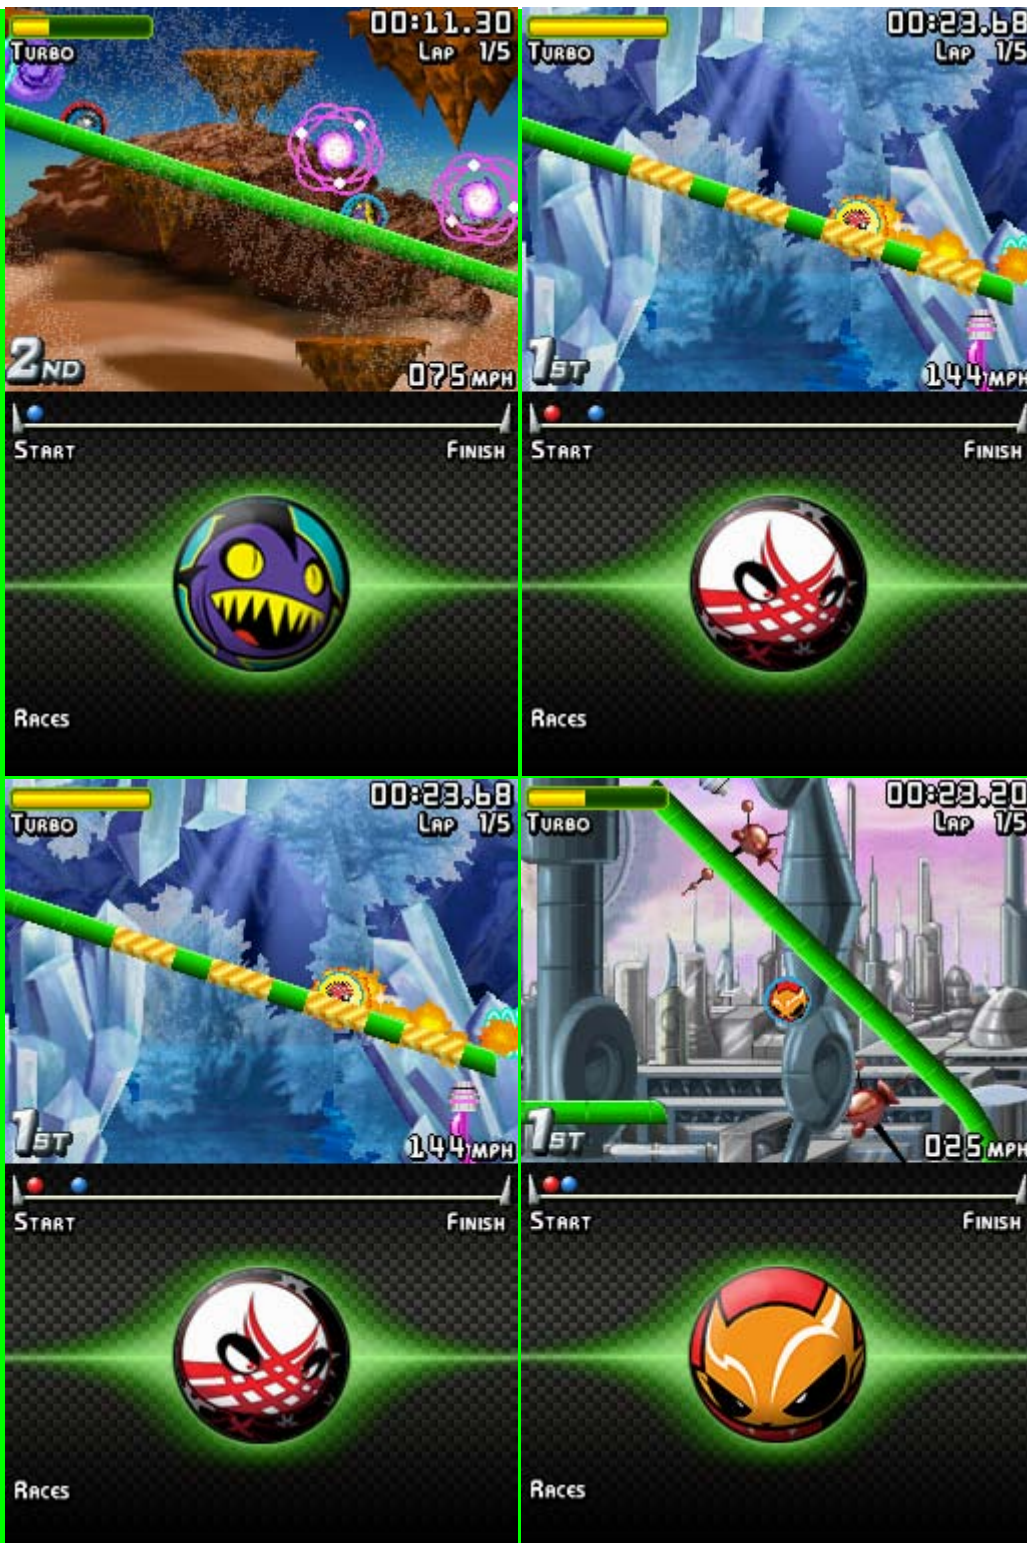 00:11.30
TURBO
LAP 1/5
2ND
075 MPH
START
FINISH
RACES
00:23.68
TURBO
LAP 1/5
1ST
144 MPH
START
FINISH
RACES
00:23.68
TURBO
LAP 1/5
1ST
144 MPH
START
FINISH
RACES
00:23.20
TURBO
LAP 1/5
1ST
025 MPH
START
FINISH
RACES